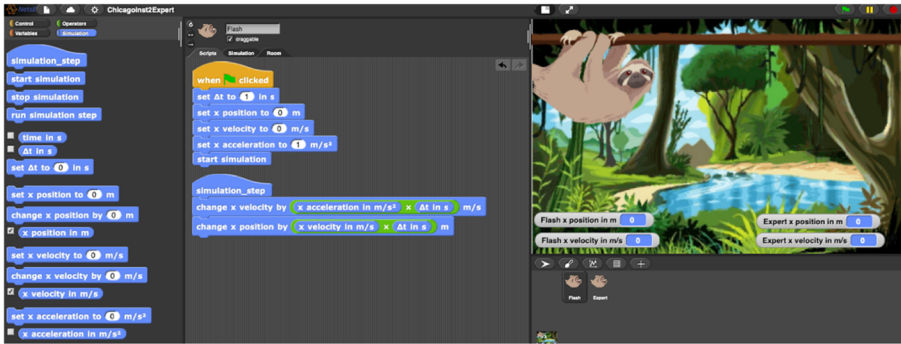 Chicagoinst2Expert
Control
Operators
Variables
Simulation
simulation_step
start simulation
stop simulation
run simulation step
time in s
Δt in s
set Δt to 0 in s
set x position to 0 m
change x position by 0 m
x position in m
set x velocity to 0 m/s
change x velocity by 0 m/s
x velocity in m/s
set x acceleration to 0 m/s²
x acceleration in m/s²
Flash
draggable
Scripts Simulation Room
when clicked
set Δt to 1 in s
set x position to 0 m
set x velocity to 0 m/s
set x acceleration to 1 m/s²
start simulation
simulation_step
change x velocity by x acceleration in m/s² × Δt in s m/s
change x position by x velocity in m/s × Δt in s m
Flash x position in m 0
Flash x velocity in m/s 0
Expert x position in m 0
Expert x velocity in m/s 0
Flash
Expert